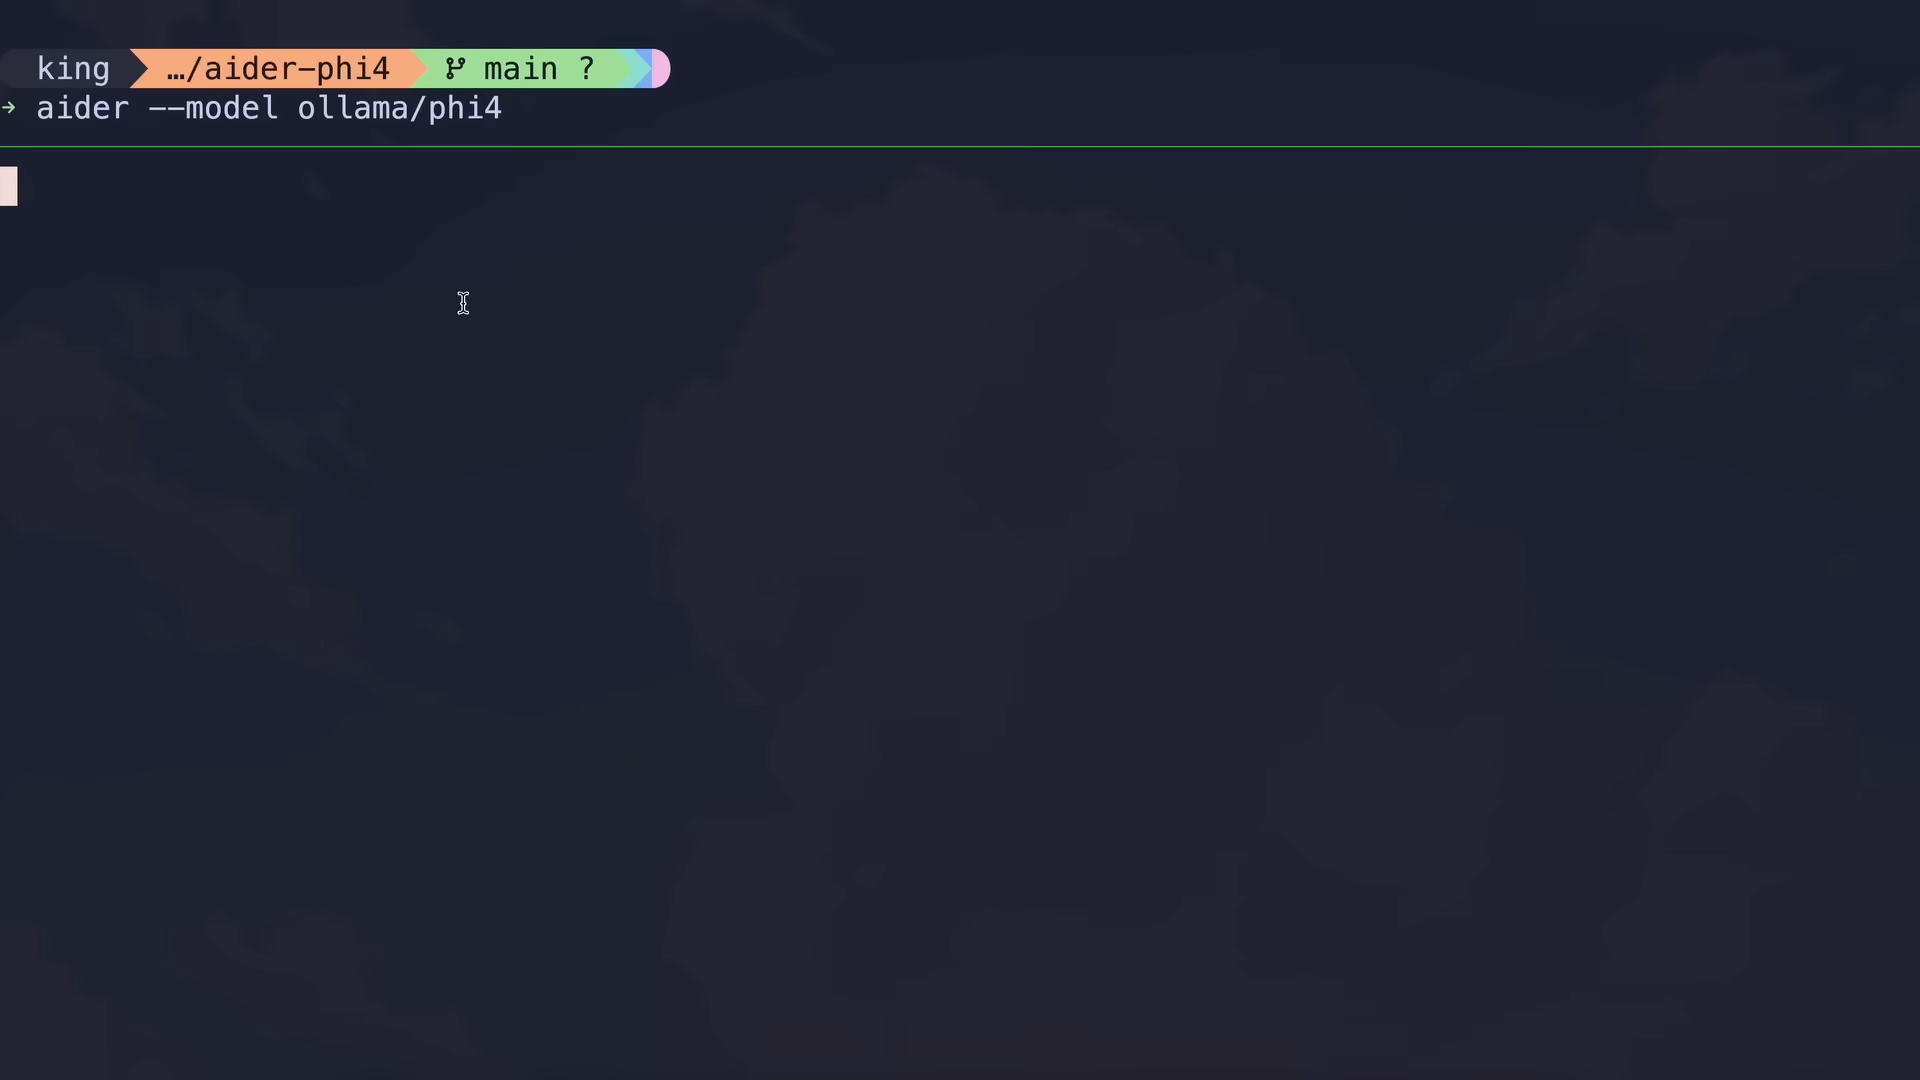 king …/aider-phi4 main ?
→ aider --model ollama/phi4